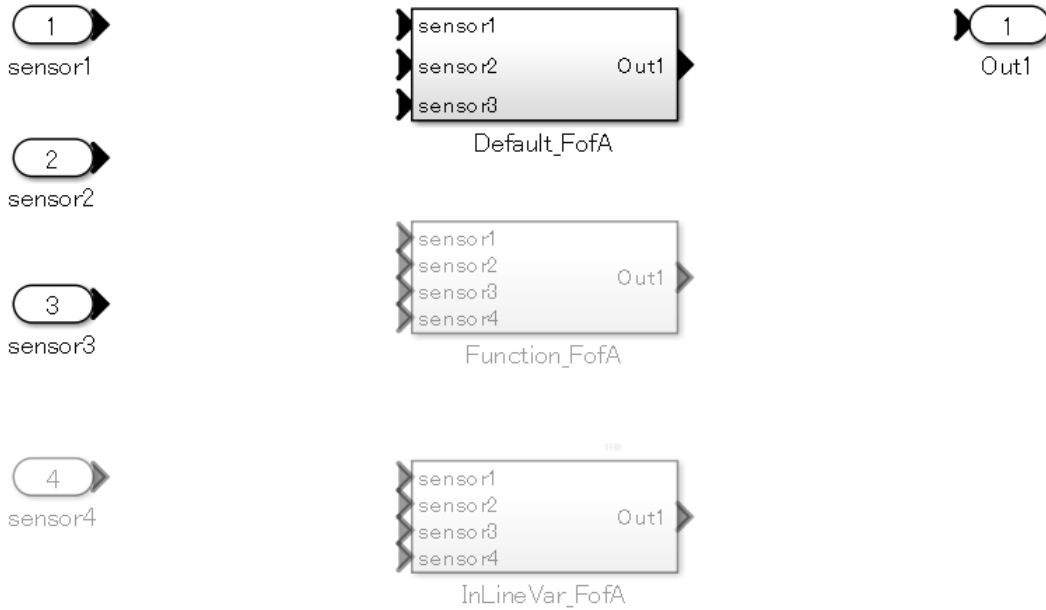 1
sensor1
2
sensor2
3
sensor3
4
sensor4
sensor1
sensor2
sensor3
Out1
Default_FofA
sensor1
sensor2
sensor3
sensor4
Out1
Function_FofA
sensor1
sensor2
sensor3
sensor4
Out1
InLineVar_FofA
1
Out1